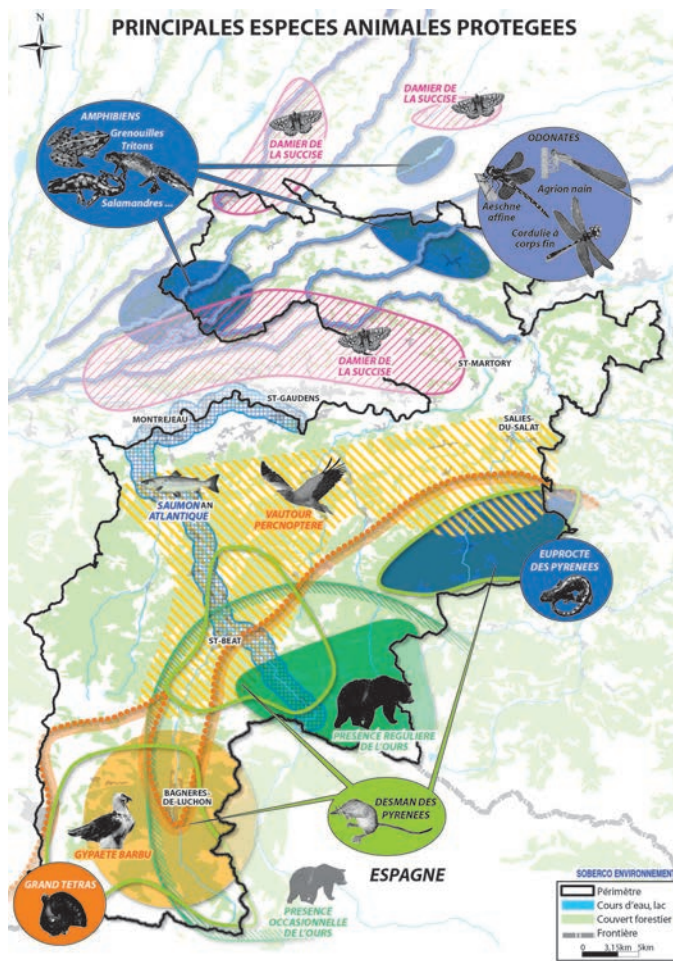 PRINCIPALES ESPECES ANIMALES PROTEGEES
AMPHIBIENS
Grenouilles
Tritons
Salamandres ...
DAMIER DE
LA SUCCISE
DAMIER DE
LA SUCCISE
ODONATES
Agrion nain
Aeschne
affine
Cordulie à
corps fin
DAMIER DE
LA SUCCISE
ST-MARTORY
ST-GAUDENS
MONTREJEAU
SALIES-
DU-SALAT
SAUMON
ATLANTIQUE
AN
VAUTOUR
PERCNOPTERE
EUPROCTE
DES PYRENEES
ST-BEAT
PRESENCE REGULIERE
DE L'OURS
BAGNERES-
DE-LUCHON
DESMAN DES
PYRENEES
GYPAETE BARBU
GRAND TETRAS
ESPAGNE
PRESENCE
OCCASIONNELLE
DE L'OURS
SOBERCO ENVIRONNEMENT
Périmètre
Cours d'eau, lac
Couvert forestier
Frontière
0 3,15km 5km
N